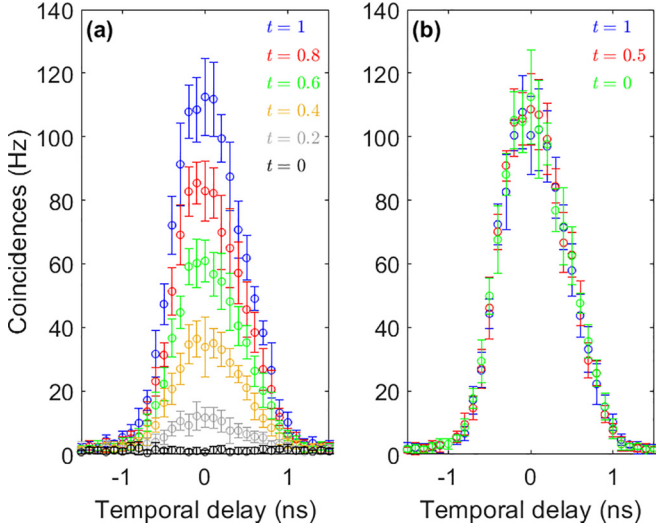 (a)
t = 1
t = 0.8
t = 0.6
t = 0.4
t = 0.2
t = 0
140
120
100
80
60
40
20
0
Coincidences (Hz)
-1
0
1
Temporal delay (ns)
(b)
t = 1
t = 0.5
t = 0
140
120
100
80
60
40
20
0
-1
0
1
Temporal delay (ns)